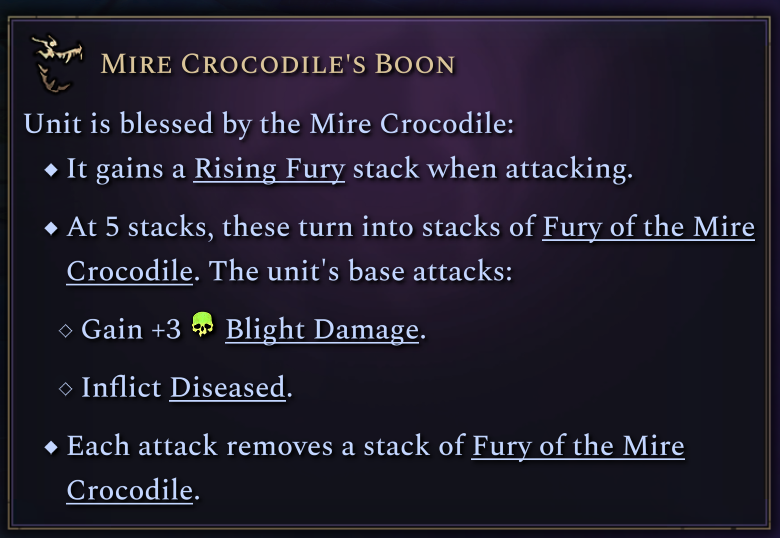 Mire Crocodile's Boon
Unit is blessed by the Mire Crocodile:
◆ It gains a Rising Fury stack when attacking.
◆ At 5 stacks, these turn into stacks of Fury of the Mire
Crocodile. The unit's base attacks:
◇ Gain +3 Blight Damage.
◇ Inflict Diseased.
◆ Each attack removes a stack of Fury of the Mire
Crocodile.